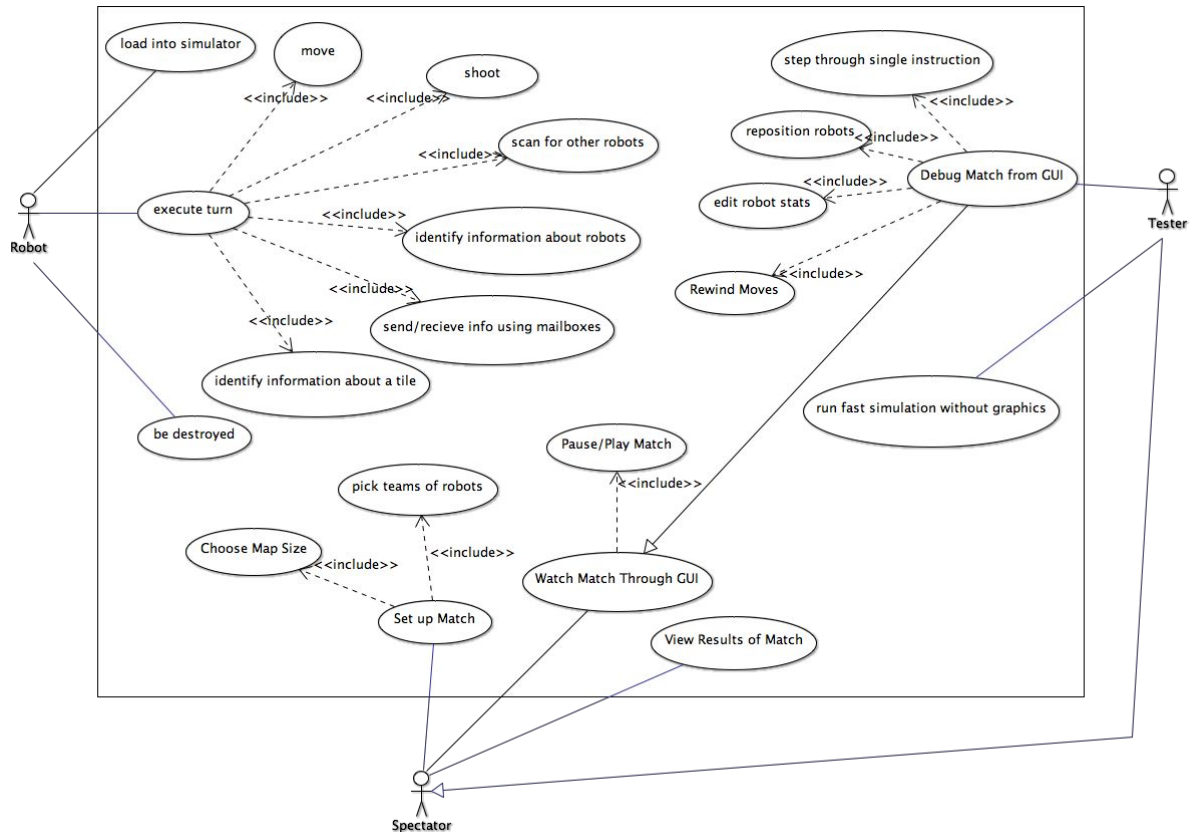 load into simulator
move
<<include>>
shoot
<<include>>
scan for other robots
<<include>>
execute turn
<<include>>
identify information about robots
<<include>>
send/recieve info using mailboxes
<<include>>
identify information about a tile
be destroyed
Robot
step through single instruction
<<include>>
reposition robots
<<include>>
Debug Match from GUI
edit robot stats
<<include>>
Rewind Moves
<<include>>
Tester
run fast simulation without graphics
Pause/Play Match
<<include>>
pick teams of robots
<<include>>
Choose Map Size
<<include>>
Watch Match Through GUI
Set up Match
View Results of Match
Spectator